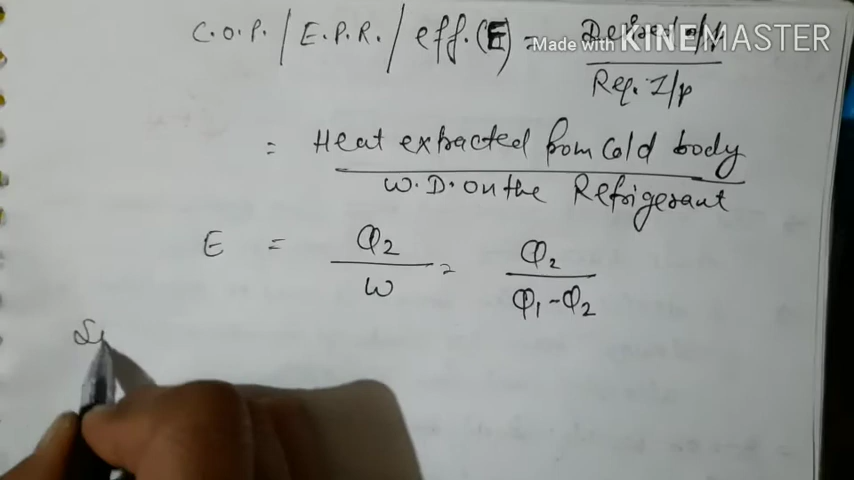 C.O.P. / E.P.R. / eff.(E) = Desired o/p
Made with KINEMASTER
Req. I/p
= Heat extracted from Cold body
W.D. on the Refrigerant
E = Q2 / W = Q2 / Q1 - Q2